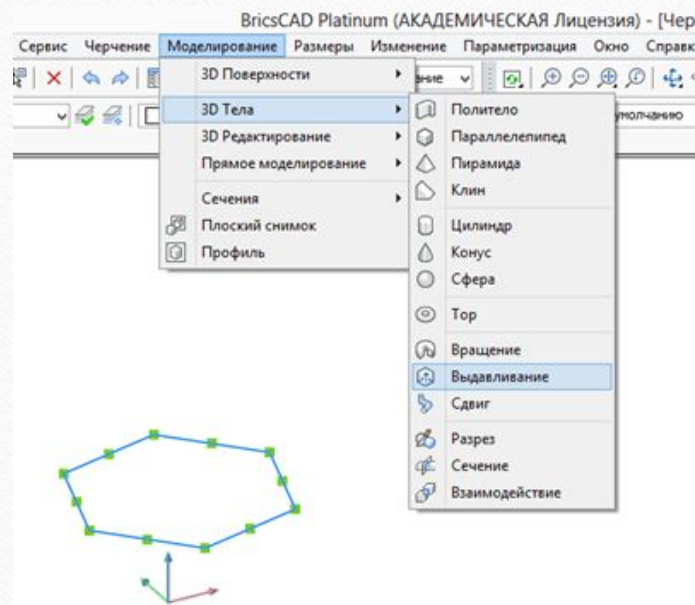 BricsCAD Platinum (АКАДЕМИЧЕСКАЯ Лицензия) - [Чер
Сервис Черчение Моделирование Размеры Изменение Параметризация Окно Справк
3D Поверхности
3D Тела
3D Редактирование
Прямое моделирование
Сечения
Плоский снимок
Профиль
ние
умолчанию
Политело
Параллелепипед
Пирамида
Клин
Цилиндр
Конус
Сфера
Тор
Вращение
Выдавливание
Сдвиг
Разрез
Сечение
Взаимодействие